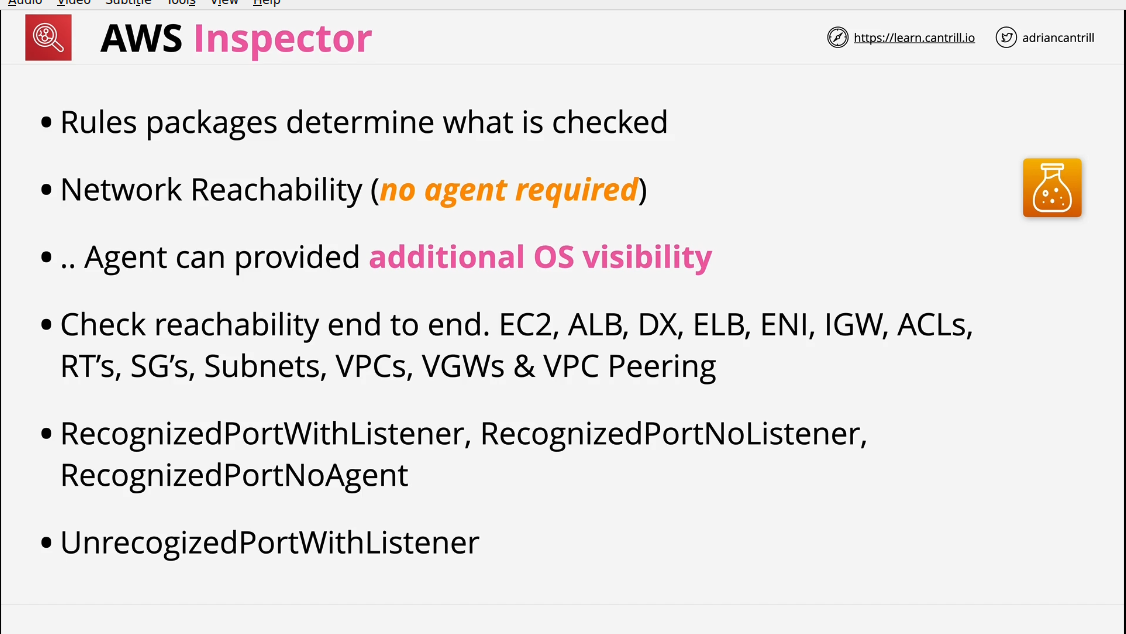 Audio Video Subtitle Tools View Help
AWS Inspector
https://learn.cantrill.io
adriancantrill
• Rules packages determine what is checked
• Network Reachability (no agent required)
• .. Agent can provided additional OS visibility
• Check reachability end to end. EC2, ALB, DX, ELB, ENI, IGW, ACLs,
RT’s, SG’s, Subnets, VPCs, VGWs & VPC Peering
• RecognizedPortWithListener, RecognizedPortNoListener,
RecognizedPortNoAgent
• UnrecogizedPortWithListener